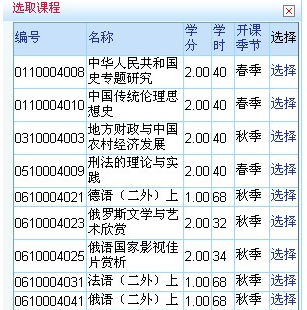 选取课程
编号 名称 学分 学时 开课季节 选择
0110004008 中华人民共和国史专题研究 2.00 40 春季 选择
0110004010 中国传统伦理思想史 2.00 40 春季 选择
0310004003 地方财政与中国农村经济发展 2.00 40 秋季 选择
0510004009 刑法的理论与实践 2.00 40 春季 选择
0610004021 德语（二外）上 1.00 68 秋季 选择
0610004023 俄罗斯文学与艺术欣赏 2.00 32 秋季 选择
0610004025 俄语国家影视佳片赏析 2.00 34 秋季 选择
0610004031 法语（二外）上 1.00 68 秋季 选择
0610004041 俄语（二外）上 1.00 68 秋季 选择